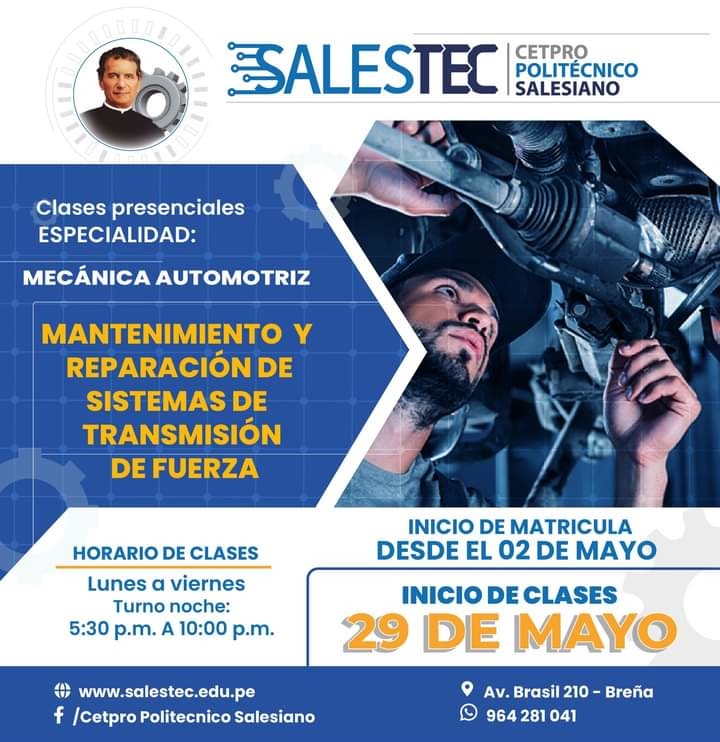 SALESTEC
CETPRO
POLITÉCNICO
SALESIANO
Clases presenciales
ESPECIALIDAD:
MECÁNICA AUTOMOTRIZ
MANTENIMIENTO Y
REPARACIÓN DE
SISTEMAS DE
TRANSMISIÓN
DE FUERZA
HORARIO DE CLASES
Lunes a viernes
Turno noche:
5:30 p.m. A 10:00 p.m.
INICIO DE MATRICULA
DESDE EL 02 DE MAYO
INICIO DE CLASES
29 DE MAYO
www.salestec.edu.pe
/Cetpro Politecnico Salesiano
Av. Brasil 210 - Breña
964 281 041